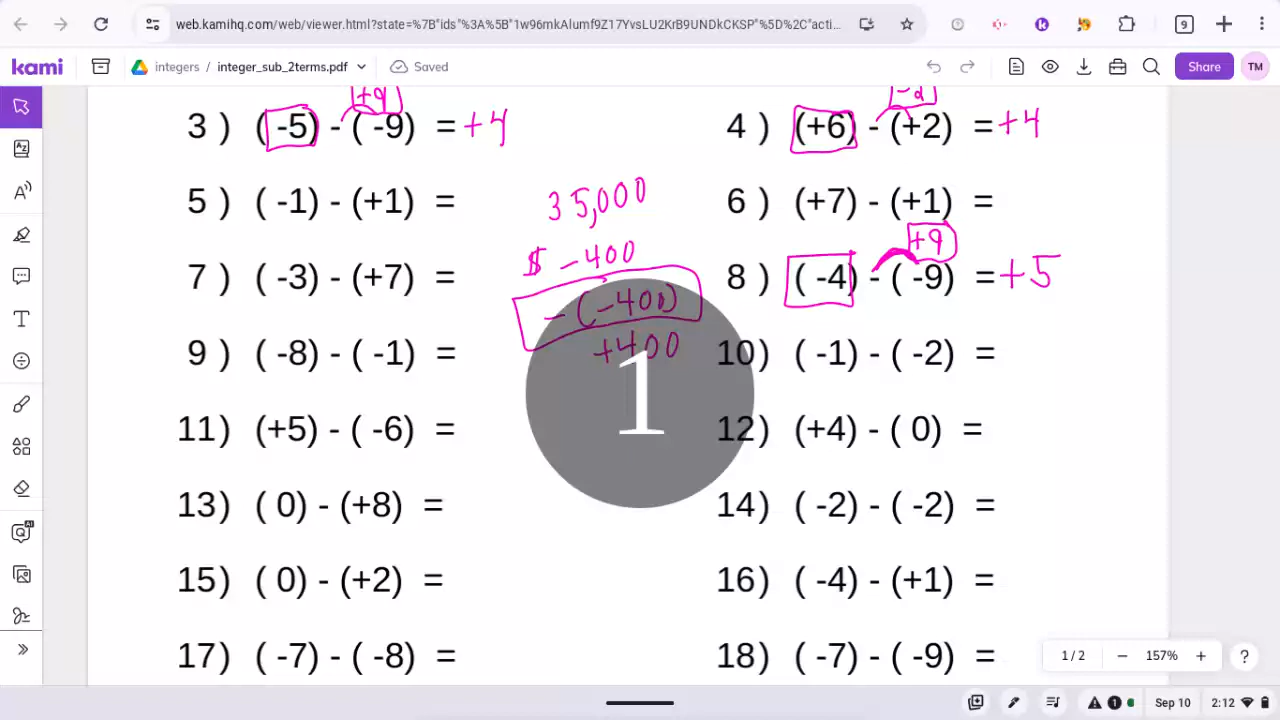 web.kamihq.com/web/viewer.html?state=%7B"ids"%3A%5B"1w96rnkAlumf9Z17YvsLU2KrB9UNDkCKSP"%5D%2C"acti...
9
kami
integers / integer_sub_2terms.pdf
Saved
Share
TM
+9
3 ) ( -5) - ( -9) = +4
-2
4 ) (+6) - (+2) = +4
5 ) ( -1) - (+1) =
35,000
6 ) (+7) - (+1) =
$ -400
+9
7 ) ( -3) - (+7) =
-(-400)
8 ) ( -4) - ( -9) = +5
+400
9 ) ( -8) - ( -1) =
10) ( -1) - ( -2) =
1
11) (+5) - ( -6) =
12) (+4) - ( 0) =
13) ( 0) - (+8) =
14) ( -2) - ( -2) =
15) ( 0) - (+2) =
16) ( -4) - (+1) =
17) ( -7) - ( -8) =
18) ( -7) - ( -9) =
1 / 2
157%
Sep 10
2:12